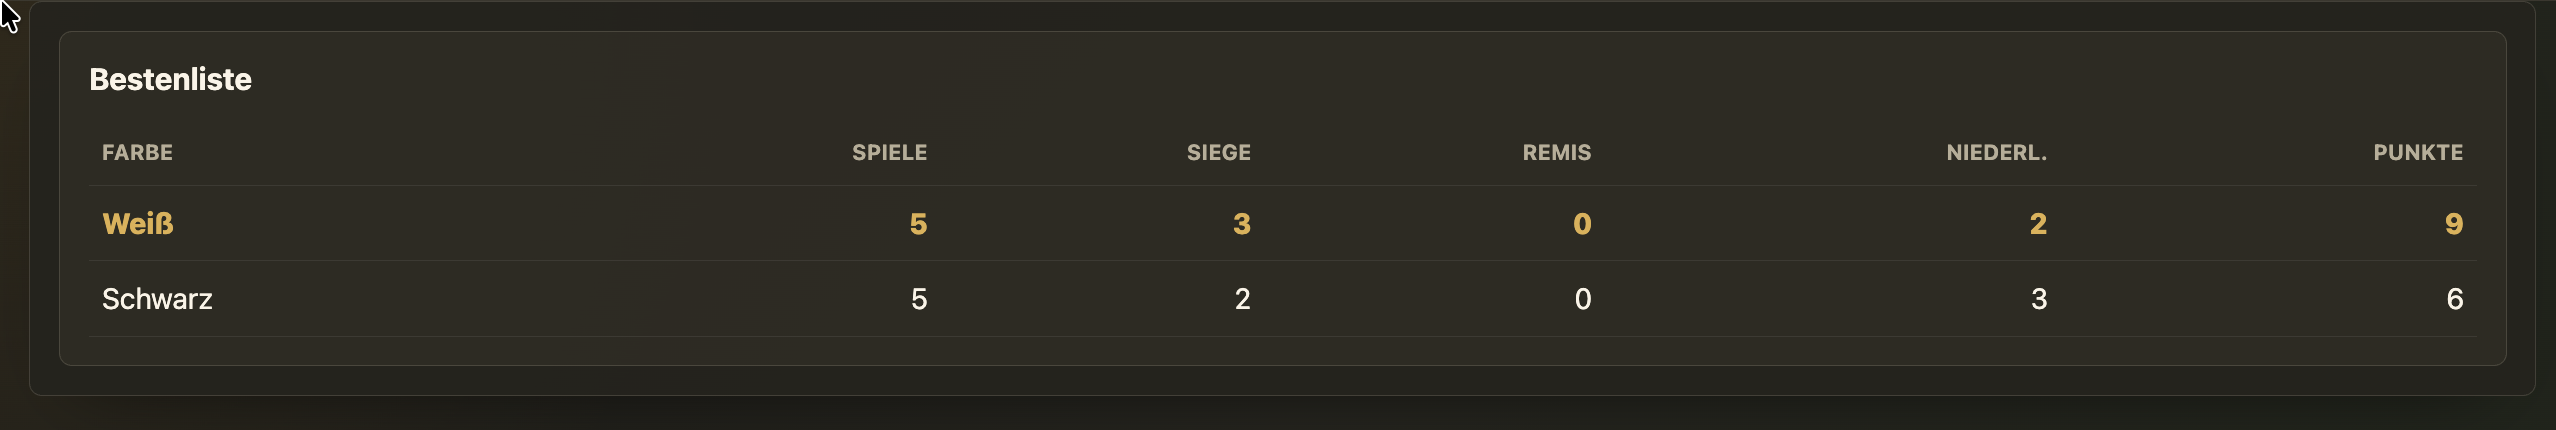 Bestenliste
FARBE SPIELE SIEGE REMIS NIEDERL. PUNKTE
Weiß 5 3 0 2 9
Schwarz 5 2 0 3 6